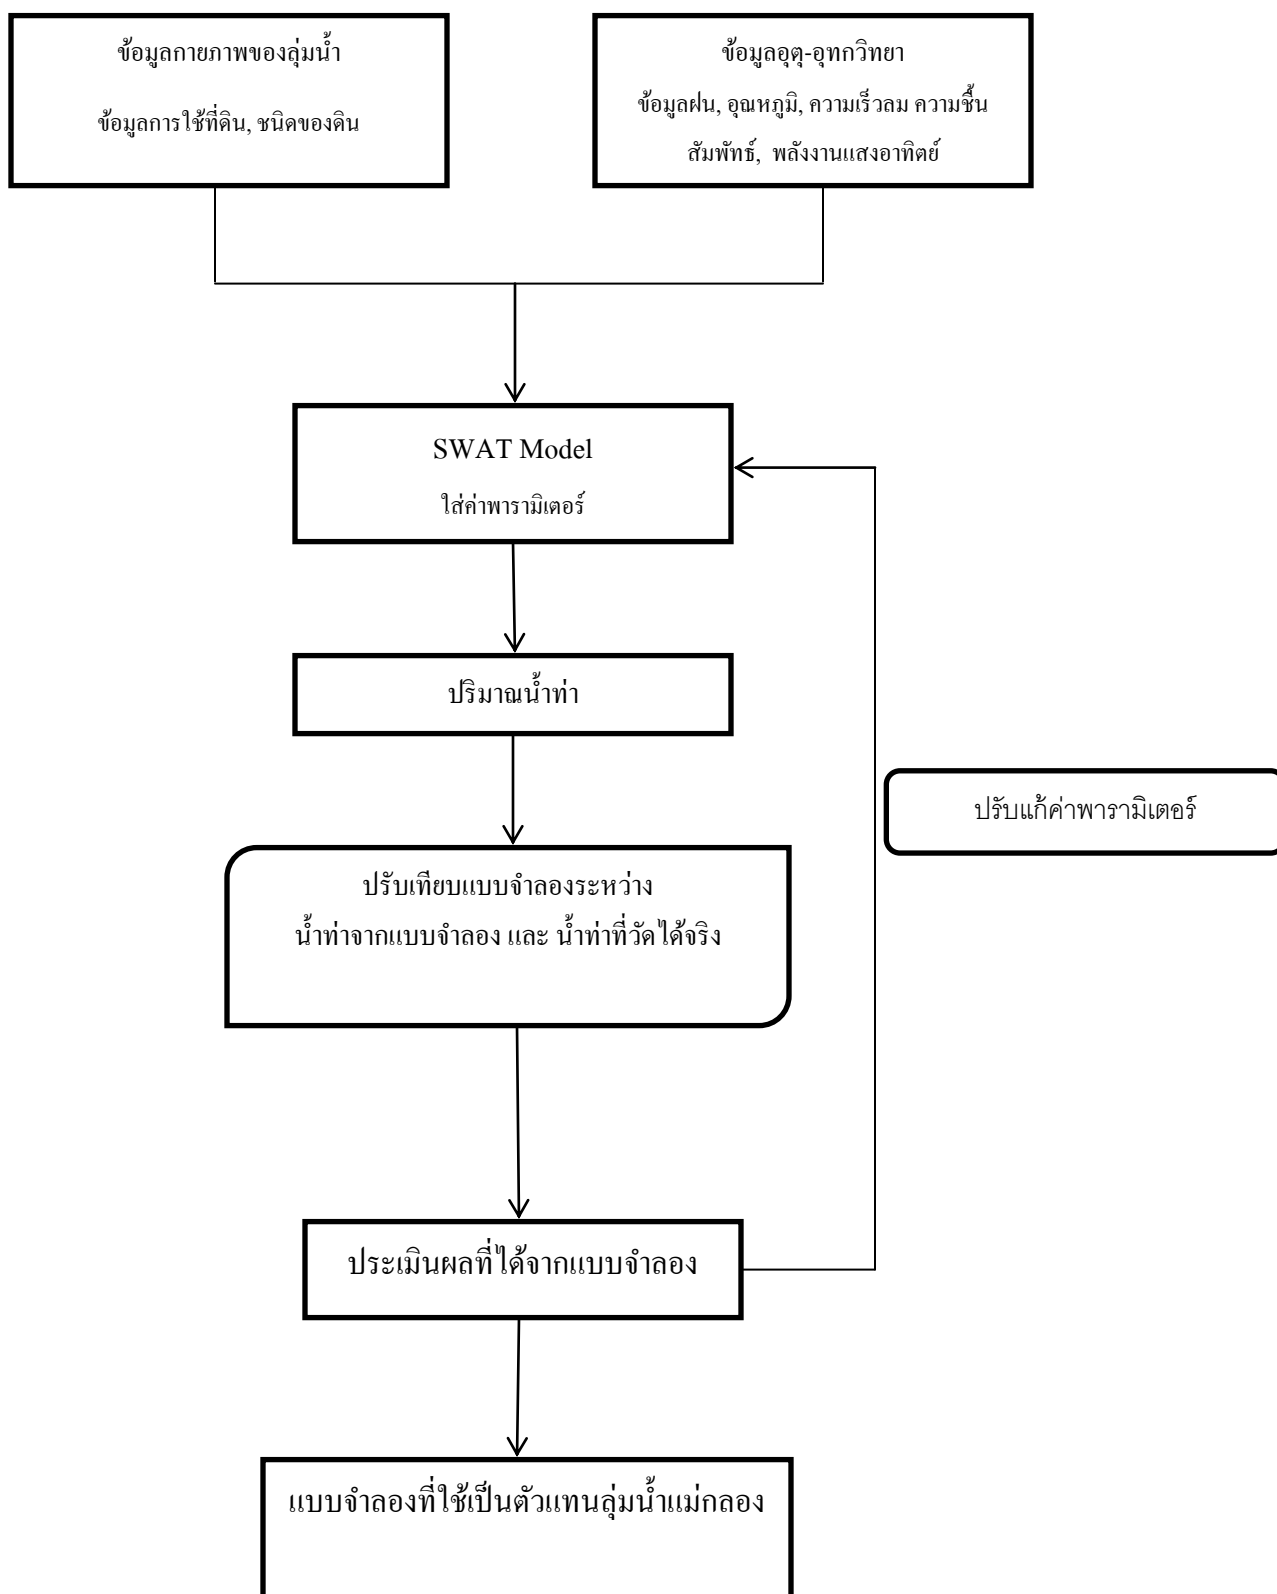 ข้อมูลกายภาพของลุ่มน้ำ
ข้อมูลการใช้ที่ดิน, ชนิดของดิน
ข้อมูลอุตุ-อุทกวิทยา
ข้อมูลฝน, อุณหภูมิ, ความเร็วลม ความชื้น
สัมพัทธ์, พลังงานแสงอาทิตย์
SWAT Model
ใส่ค่าพารามิเตอร์
ปริมาณน้ำท่า
ปรับแก้ค่าพารามิเตอร์
ปรับเทียบแบบจำลองระหว่าง
น้ำท่าจากแบบจำลอง และ น้ำท่าที่วัดได้จริง
ประเมินผลที่ได้จากแบบจำลอง
แบบจำลองที่ใช้เป็นตัวแทนลุ่มน้ำแม่กลอง